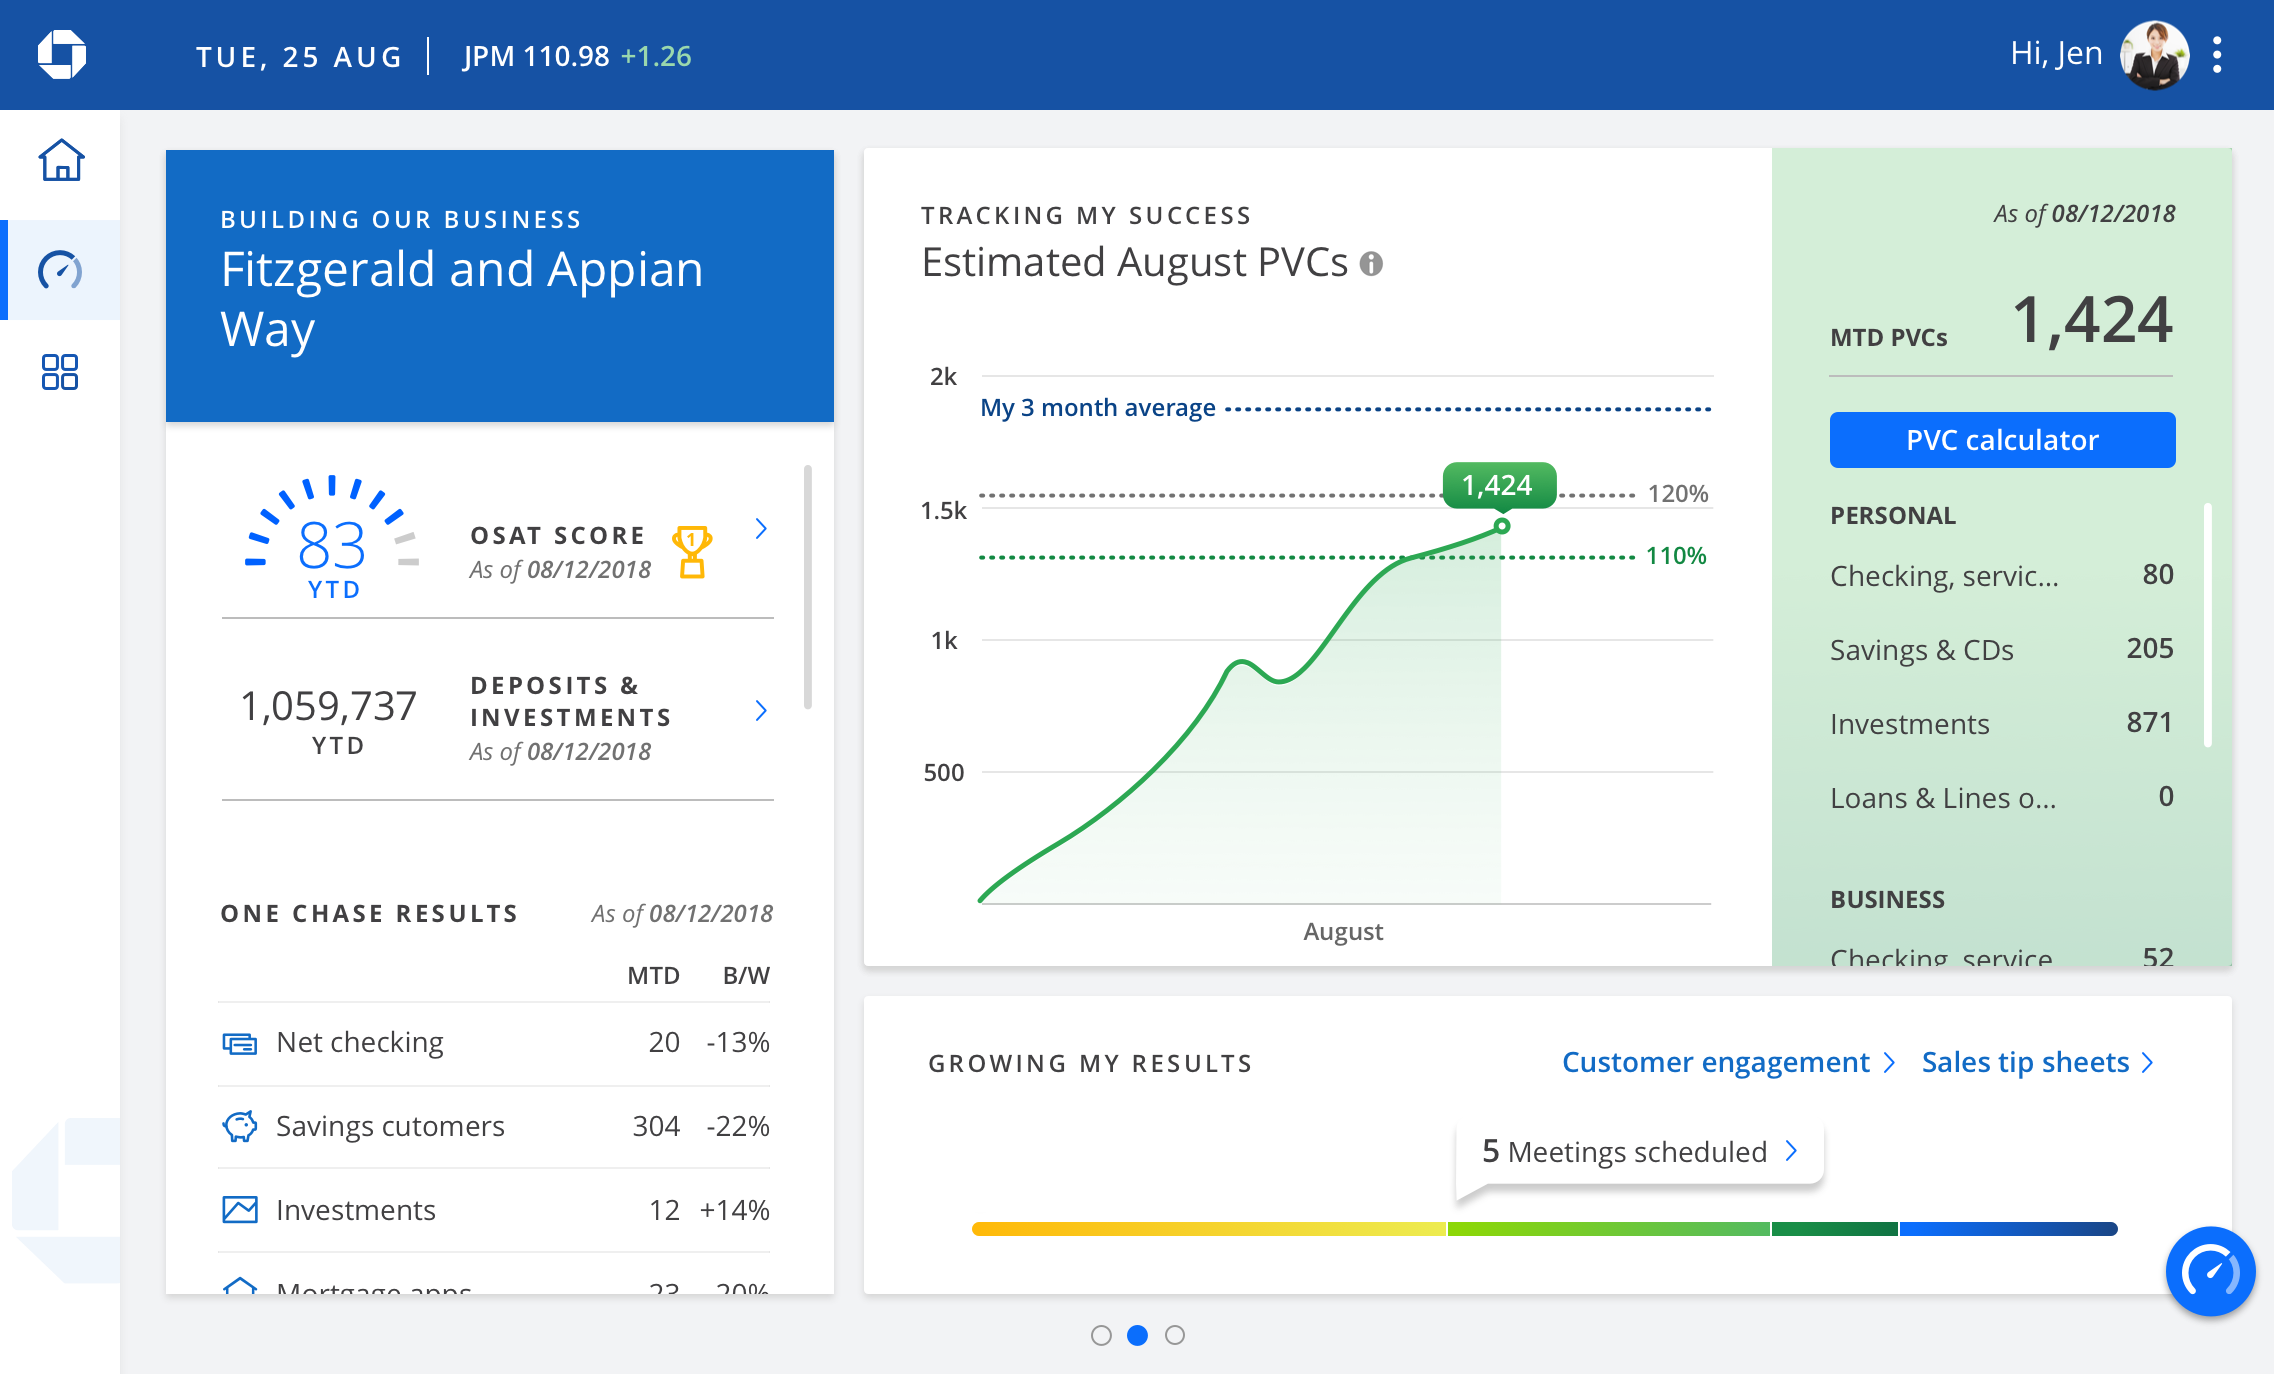 TUE, 25 AUG
JPM 110.98 +1.26
Hi, Jen
BUILDING OUR BUSINESS
Fitzgerald and Appian
Way
83
YTD
OSAT SCORE
As of 08/12/2018
1
1,059,737
YTD
DEPOSITS &
INVESTMENTS
As of 08/12/2018
ONE CHASE RESULTS As of 08/12/2018
MTD B/W
Net checking 20 -13%
Savings cutomers 304 -22%
Investments 12 +14%
Mortgage apps 23 20%
TRACKING MY SUCCESS
Estimated August PVCs
2k
My 3 month average
1,424
120%
1.5k
110%
1k
500
August
As of 08/12/2018
MTD PVCs 1,424
PVC calculator
PERSONAL
Checking, servic... 80
Savings & CDs 205
Investments 871
Loans & Lines o... 0
BUSINESS
Checking, service 52
GROWING MY RESULTS
Customer engagement
Sales tip sheets
5 Meetings scheduled